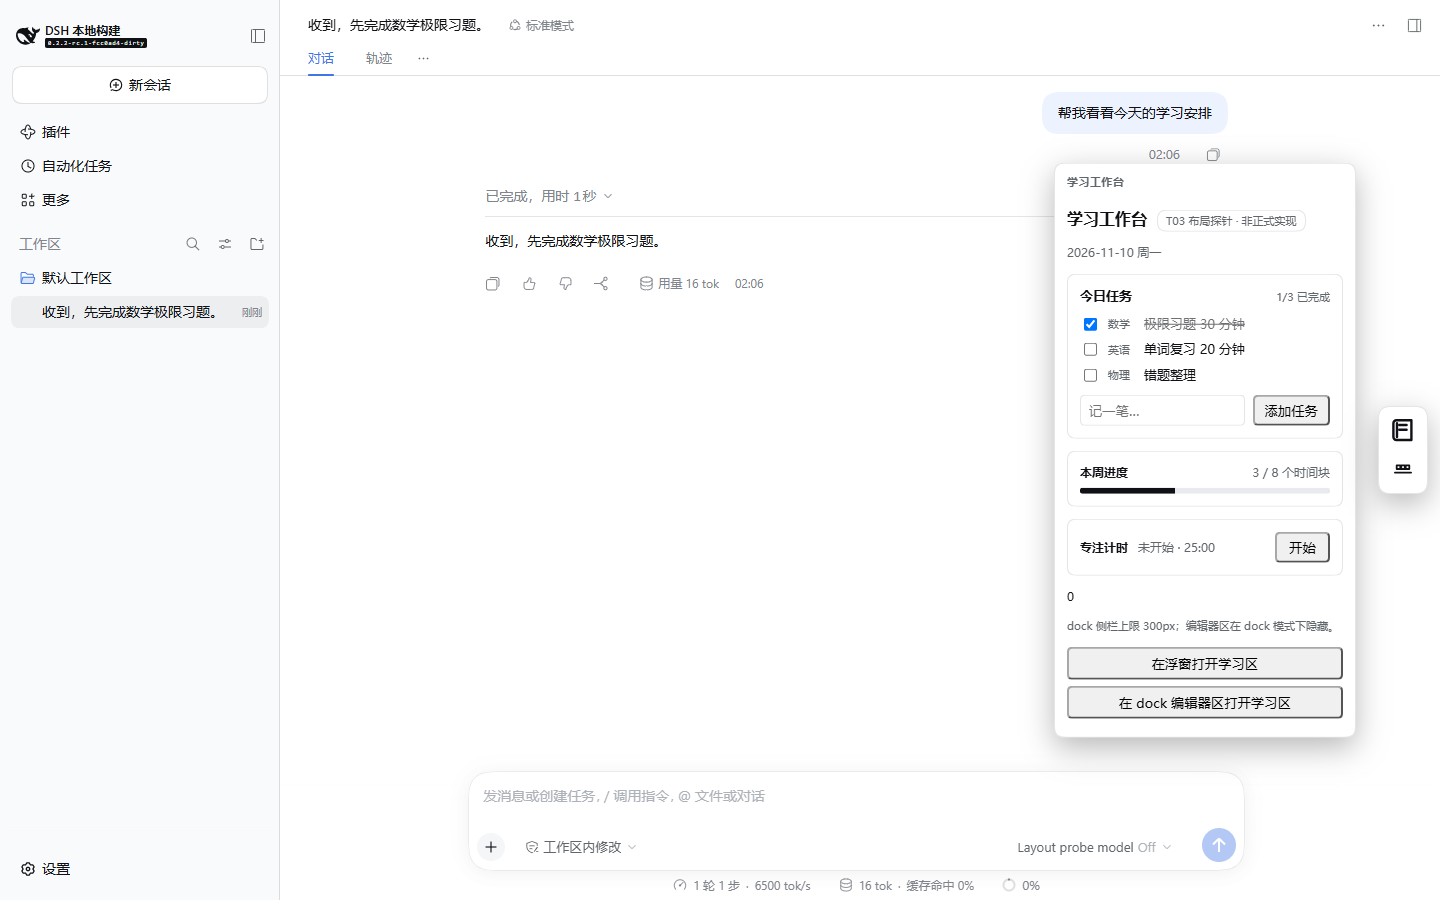 DSH 本地构建
0.3.2-rc.1-fcc0ad4-dirty
新会话
插件
自动化任务
更多
工作区
默认工作区
收到，先完成数学极限习题。 刚刚
设置
收到，先完成数学极限习题。 标准模式
对话 轨迹 ...
帮我看看今天的学习安排
02:06
已完成，用时 1秒
收到，先完成数学极限习题。
用量 16 tok 02:06
学习工作台
学习工作台 T03 布局探针 · 非正式实现
2026-11-10 周一
今日任务 1/3 已完成
数学 极限习题 30 分钟
英语 单词复习 20 分钟
物理 错题整理
记一笔... 添加任务
本周进度 3 / 8 个时间块
专注计时 未开始 · 25:00 开始
0
dock 侧栏上限 300px；编辑器区在 dock 模式下隐藏。
在浮窗打开学习区
在 dock 编辑器区打开学习区
发消息或创建任务, / 调用指令, @ 文件或对话
工作区内修改 Layout probe model Off
1 轮 1 步 · 6500 tok/s 16 tok · 缓存命中 0% 0%